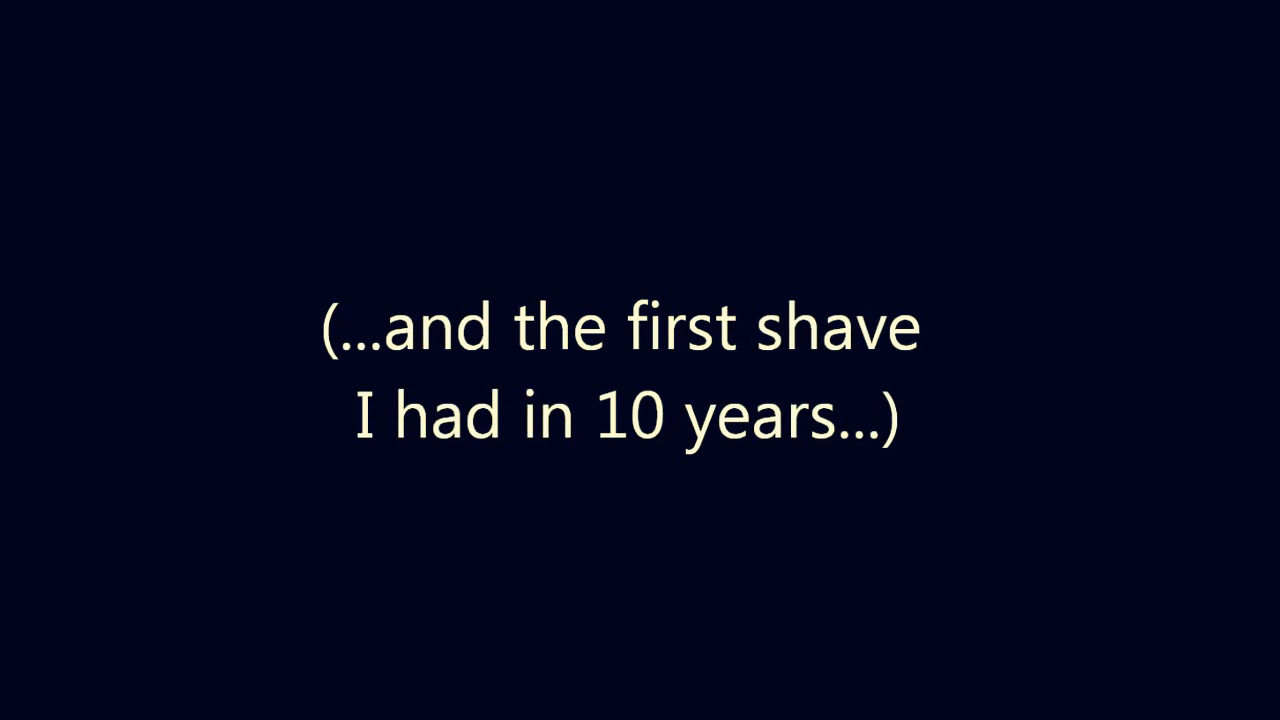 (...and the first shave
I had in 10 years...)